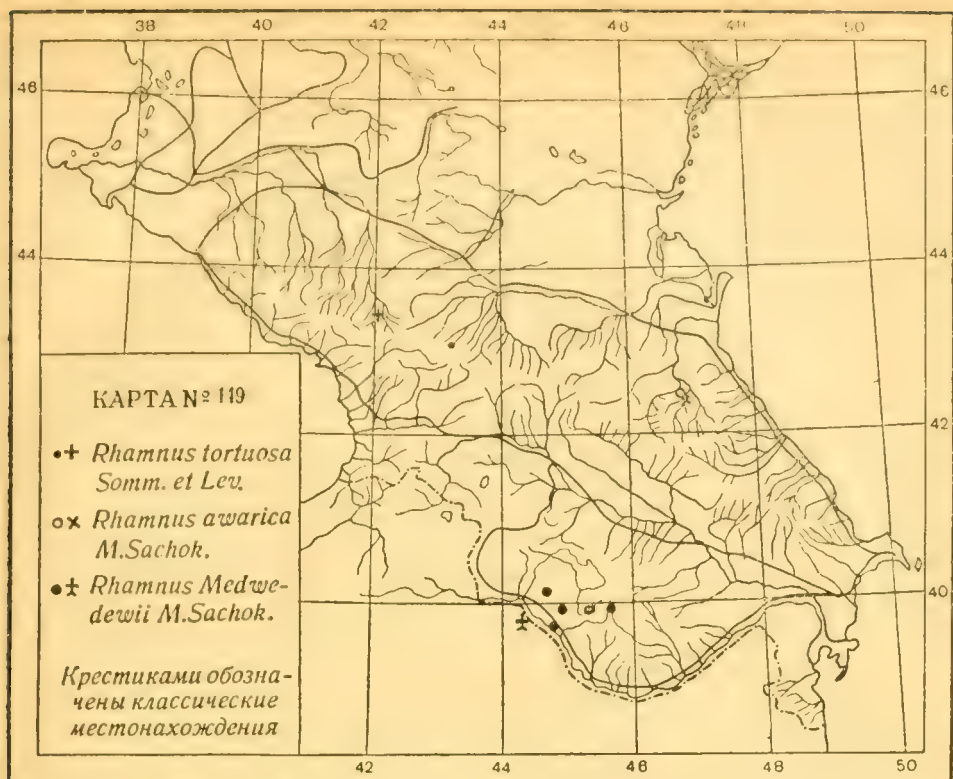 38 40 42 44 46 48 50
46 46
44 44
42 42
40 40
КАРТА № 119
Rhamnus tortuosa
Somm. et Lev.
Rhamnus awarica
M.Sachok.
Rhamnus Medwe-
dewii M.Sachok.
Крестиками обозна-
чены классические
местонахождения
42 44 46 48 50